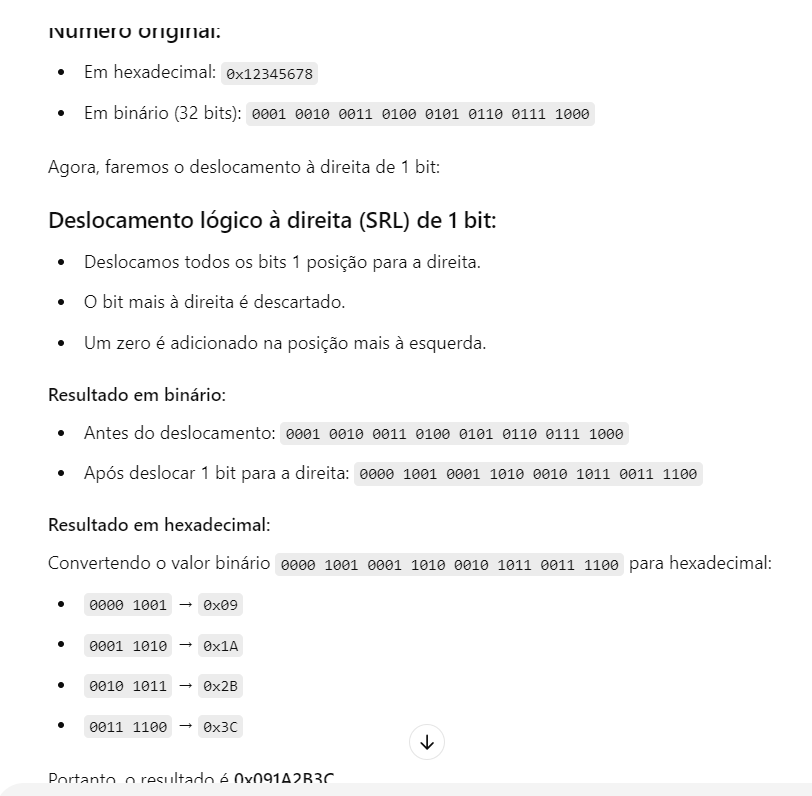 Número original:
Em hexadecimal: 0x12345678
Em binário (32 bits): 0001 0010 0011 0100 0101 0110 0111 1000
Agora, faremos o deslocamento à direita de 1 bit:
Deslocamento lógico à direita (SRL) de 1 bit:
Deslocamos todos os bits 1 posição para a direita.
O bit mais à direita é descartado.
Um zero é adicionado na posição mais à esquerda.
Resultado em binário:
Antes do deslocamento: 0001 0010 0011 0100 0101 0110 0111 1000
Após deslocar 1 bit para a direita: 0000 1001 0001 1010 0010 1011 0011 1100
Resultado em hexadecimal:
Convertendo o valor binário 0000 1001 0001 1010 0010 1011 0011 1100 para hexadecimal:
0000 1001 → 0x09
0001 1010 → 0x1A
0010 1011 → 0x2B
0011 1100 → 0x3C
Portanto, o resultado é 0x091A2B3C